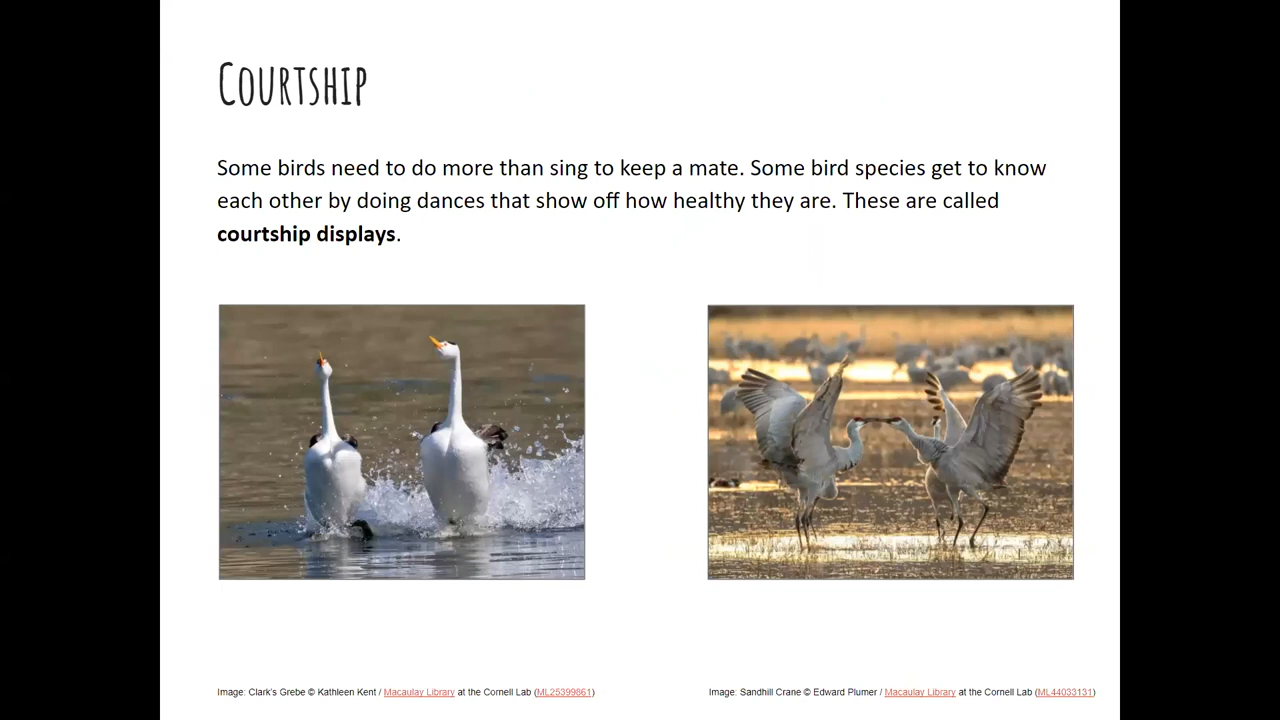 Courtship
Some birds need to do more than sing to keep a mate. Some bird species get to know
each other by doing dances that show off how healthy they are. These are called
courtship displays.
Image: Clark's Grebe © Kathleen Kent / Macaulay Library at the Cornell Lab (ML25399861)
Image: Sandhill Crane © Edward Plumer / Macaulay Library at the Cornell Lab (ML44033131)